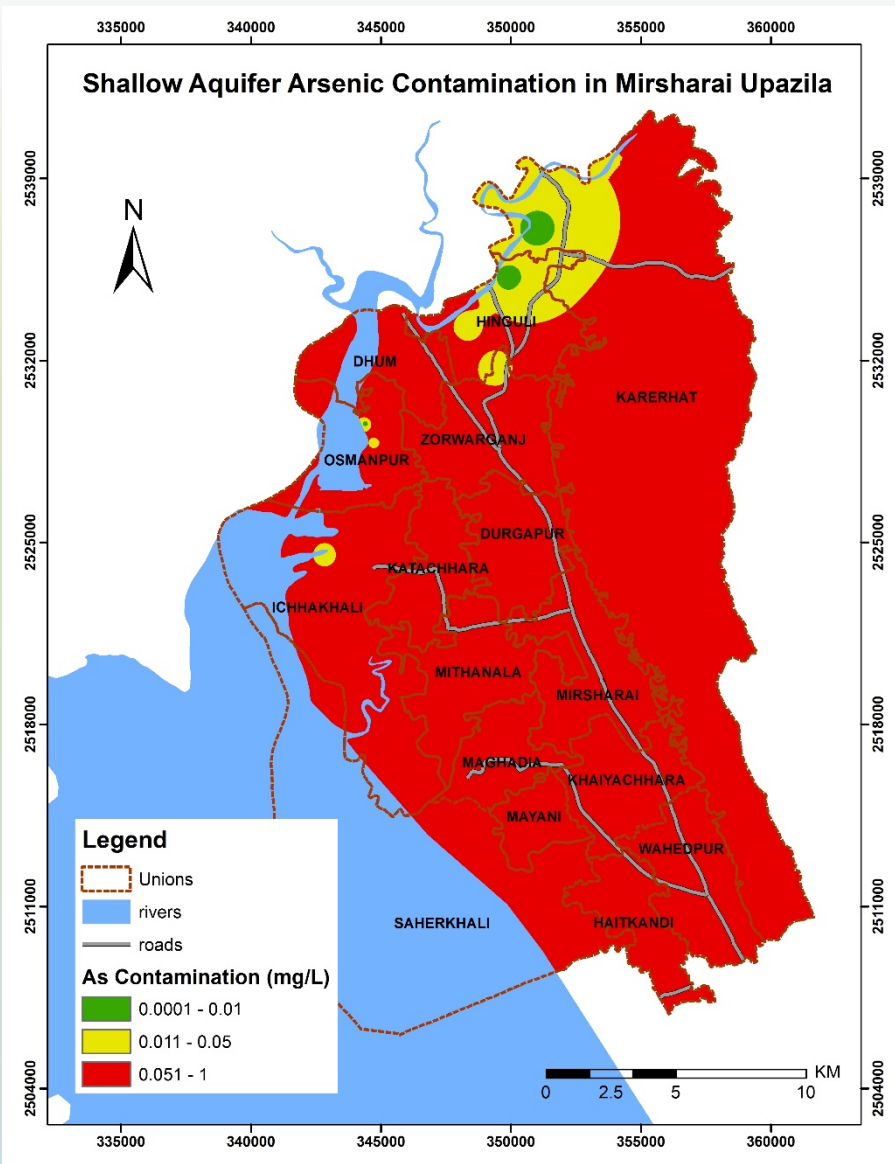 335000 340000 345000 350000 355000 360000
Shallow Aquifer Arsenic Contamination in Mirsharai Upazila
2539000 2539000
N
HINGULI
2532000 2532000
DHUM
KARERHAT
ZORWARGANJ
OSMANPUR
DURGAPUR
2525000 2525000
KATACHHARA
ICHHAKHALI
MITHANALA
MIRSHARAI
2518000 2518000
MAGHADIA
KHAIYACHHARA
MAYANI
Legend
WAHEDPUR
Unions
rivers
2511000 2511000
SAHERKHALI HAITKANDI
roads
As Contamination (mg/L)
0.0001 - 0.01
0.011 - 0.05
0.051 - 1
KM
0 2.5 5 10
2504000 2504000
335000 340000 345000 350000 355000 360000